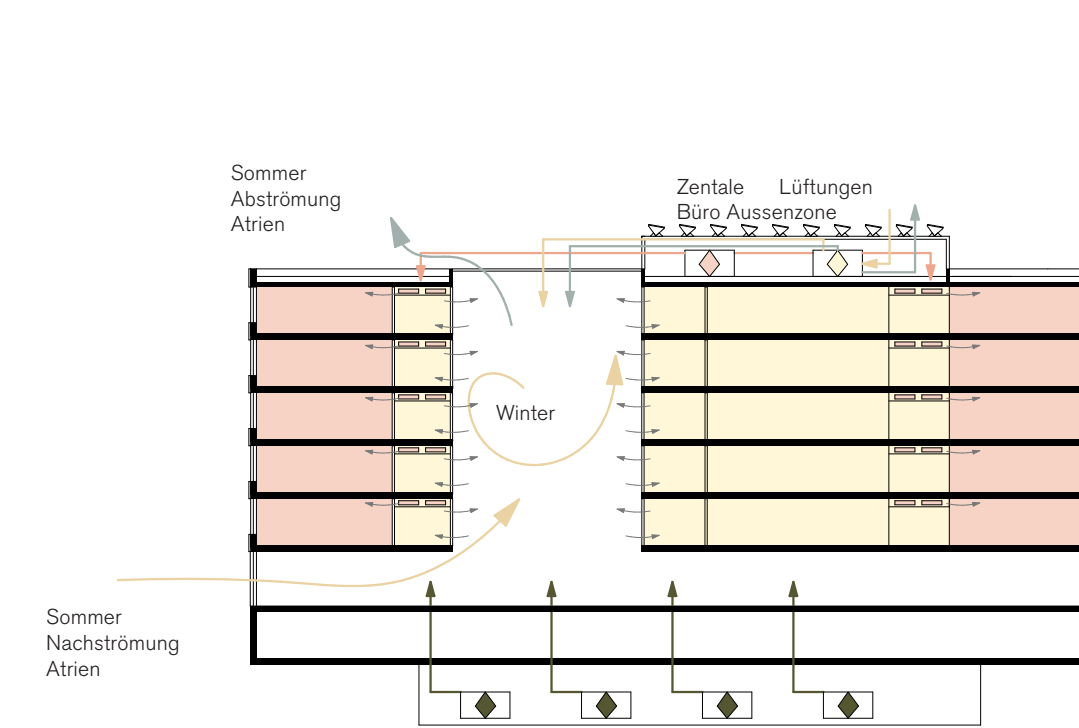 Sommer
Abströmung
Atrien
Zentale Lüftungen
Büro Aussenzone
Winter
Sommer
Nachströmung
Atrien